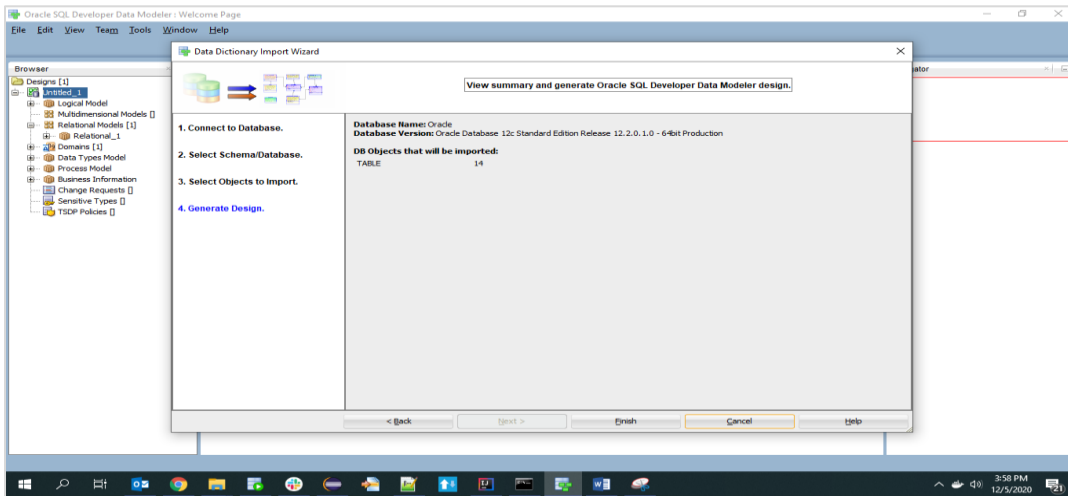 Oracle SQL Developer Data Modeler : Welcome Page
File Edit View Team Tools Window Help
Data Dictionary Import Wizard
Browser
Designs [1]
Untitled_1
Logical Model
Multidimensional Models []
Relational Models [1]
Relational_1
Domains [1]
Data Types Model
Process Model
Business Information
Change Requests []
Sensitive Types []
TSDP Policies []
View summary and generate Oracle SQL Developer Data Modeler design.
1. Connect to Database.
2. Select Schema/Database.
3. Select Objects to Import.
4. Generate Design.
Database Name: Oracle
Database Version: Oracle Database 12c Standard Edition Release 12.2.0.1.0 - 64bit Production
DB Objects that will be imported:
TABLE 14
< Back Next > Finish Cancel Help
3:58 PM
12/5/2020
21